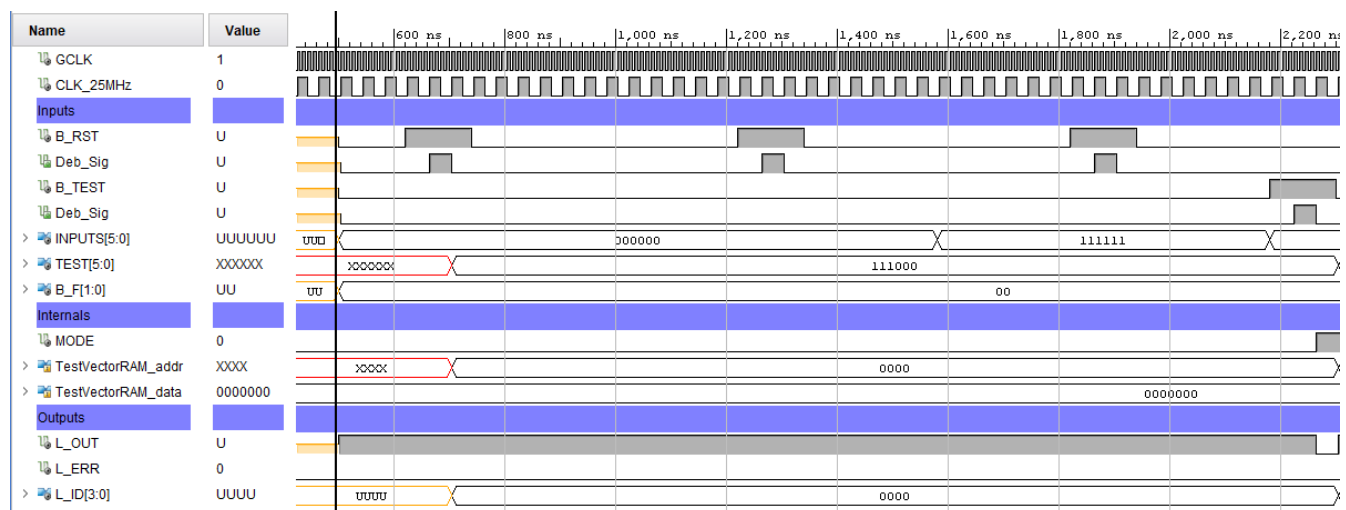 Name Value
600 ns 800 ns 1,000 ns 1,200 ns 1,400 ns 1,600 ns 1,800 ns 2,000 ns 2,200 ns
GCLK 1
CLK_25MHz 0
Inputs
B_RST U
Deb_Sig U
B_TEST U
Deb_Sig U
INPUTS[5:0] UUUUUU UU 000000 111111
TEST[5:0] XXXXXX XXXXXX 111000
B_F[1:0] UU UU 00
Internals
MODE 0
TestVectorRAM_addr XXXX XXXX 0000
TestVectorRAM_data 0000000 0000000
Outputs
L_OUT U
L_ERR 0
L_ID[3:0] UUUU UUUU 0000